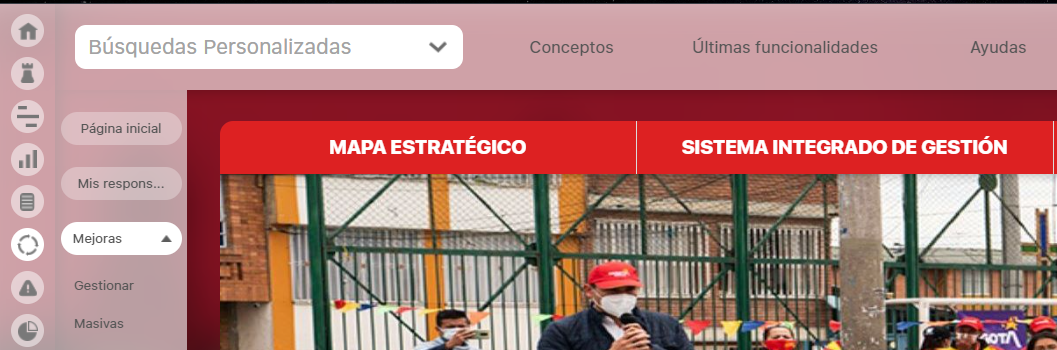 Búsquedas Personalizadas
Conceptos
Últimas funcionalidades
Ayudas
Página inicial
Mis respons...
Mejoras
Gestionar
Masivas
MAPA ESTRATÉGICO
SISTEMA INTEGRADO DE GESTIÓN